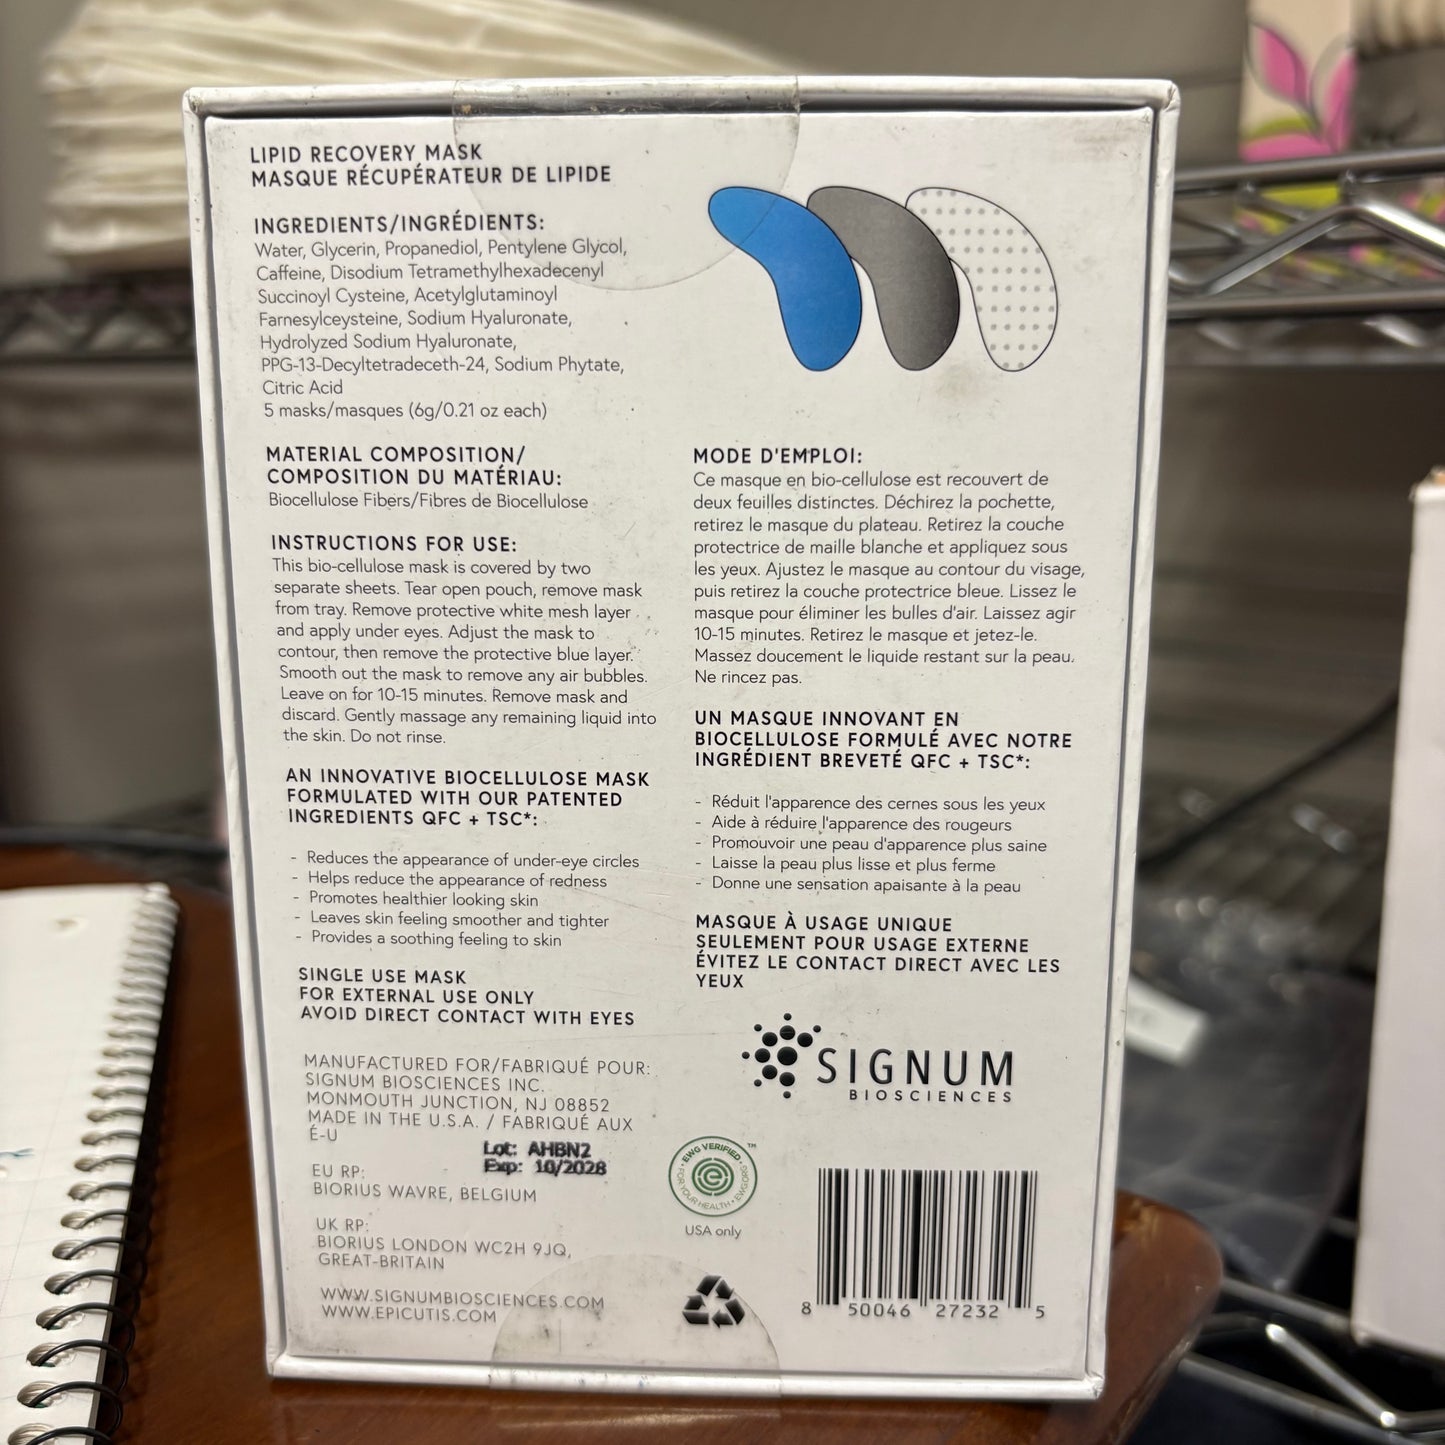 LIPID RECOVERY MASK
MASQUE RÉCUPÉRATEUR DE LIPIDE
INGREDIENTS/INGRÉDIENTS:
Water, Glycerin, Propanediol, Pentylene Glycol,
Caffeine, Disodium Tetramethylhexadecenyl
Succinoyl Cysteine, Acetylglutaminoyl
Farnesylceysteine, Sodium Hyaluronate,
Hydrolyzed Sodium Hyaluronate,
PPG-13-Decyltetradeceth-24, Sodium Phytate,
Citric Acid
5 masks/masques (6g/0.21 oz each)
MATERIAL COMPOSITION/
COMPOSITION DU MATÉRIAU:
Biocellulose Fibers/Fibres de Biocellulose
INSTRUCTIONS FOR USE:
This bio-cellulose mask is covered by two
separate sheets. Tear open pouch, remove mask
from tray. Remove protective white mesh layer
and apply under eyes. Adjust the mask to
contour, then remove the protective blue layer.
Smooth out the mask to remove any air bubbles.
Leave on for 10-15 minutes. Remove mask and
discard. Gently massage any remaining liquid into
the skin. Do not rinse.
AN INNOVATIVE BIOCELLULOSE MASK
FORMULATED WITH OUR PATENTED
INGREDIENTS QFC + TSC*:
- Reduces the appearance of under-eye circles
- Helps reduce the appearance of redness
- Promotes healthier looking skin
- Leaves skin feeling smoother and tighter
- Provides a soothing feeling to skin
SINGLE USE MASK
FOR EXTERNAL USE ONLY
AVOID DIRECT CONTACT WITH EYES
MANUFACTURED FOR/FABRIQUÉ POUR:
SIGNUM BIOSCIENCES INC.
MONMOUTH JUNCTION, NJ 08852
MADE IN THE U.S.A. / FABRIQUÉ AUX
É-U
Lot: AHBN2
Exp: 10/2028
EU RP:
BIORIUS WAVRE, BELGIUM
UK RP:
BIORIUS LONDON WC2H 9JQ,
GREAT-BRITAIN
WWW.SIGNUMBIOSCIENCES.COM
WWW.EPICUTIS.COM
MODE D'EMPLOI:
Ce masque en bio-cellulose est recouvert de
deux feuilles distinctes. Déchirez la pochette,
retirez le masque du plateau. Retirez la couche
protectrice de maille blanche et appliquez sous
les yeux. Ajustez le masque au contour du visage,
puis retirez la couche protectrice bleue. Lissez le
masque pour éliminer les bulles d'air. Laissez agir
10-15 minutes. Retirez le masque et jetez-le.
Massez doucement le liquide restant sur la peau.
Ne rincez pas.
UN MASQUE INNOVANT EN
BIOCELLULOSE FORMULÉ AVEC NOTRE
INGRÉDIENT BREVETÉ QFC + TSC*:
- Réduit l'apparence des cernes sous les yeux
- Aide à réduire l'apparence des rougeurs
- Promouvoir une peau d'apparence plus saine
- Laisse la peau plus lisse et plus ferme
- Donne une sensation apaisante à la peau
MASQUE À USAGE UNIQUE
SEULEMENT POUR USAGE EXTERNE
ÉVITEZ LE CONTACT DIRECT AVEC LES
YEUX
SIGNUM
BIOSCIENCES
EWG VERIFIED ™
FOR YOUR HEALTH • EWG.ORG
USA only
8 50046 27232 5